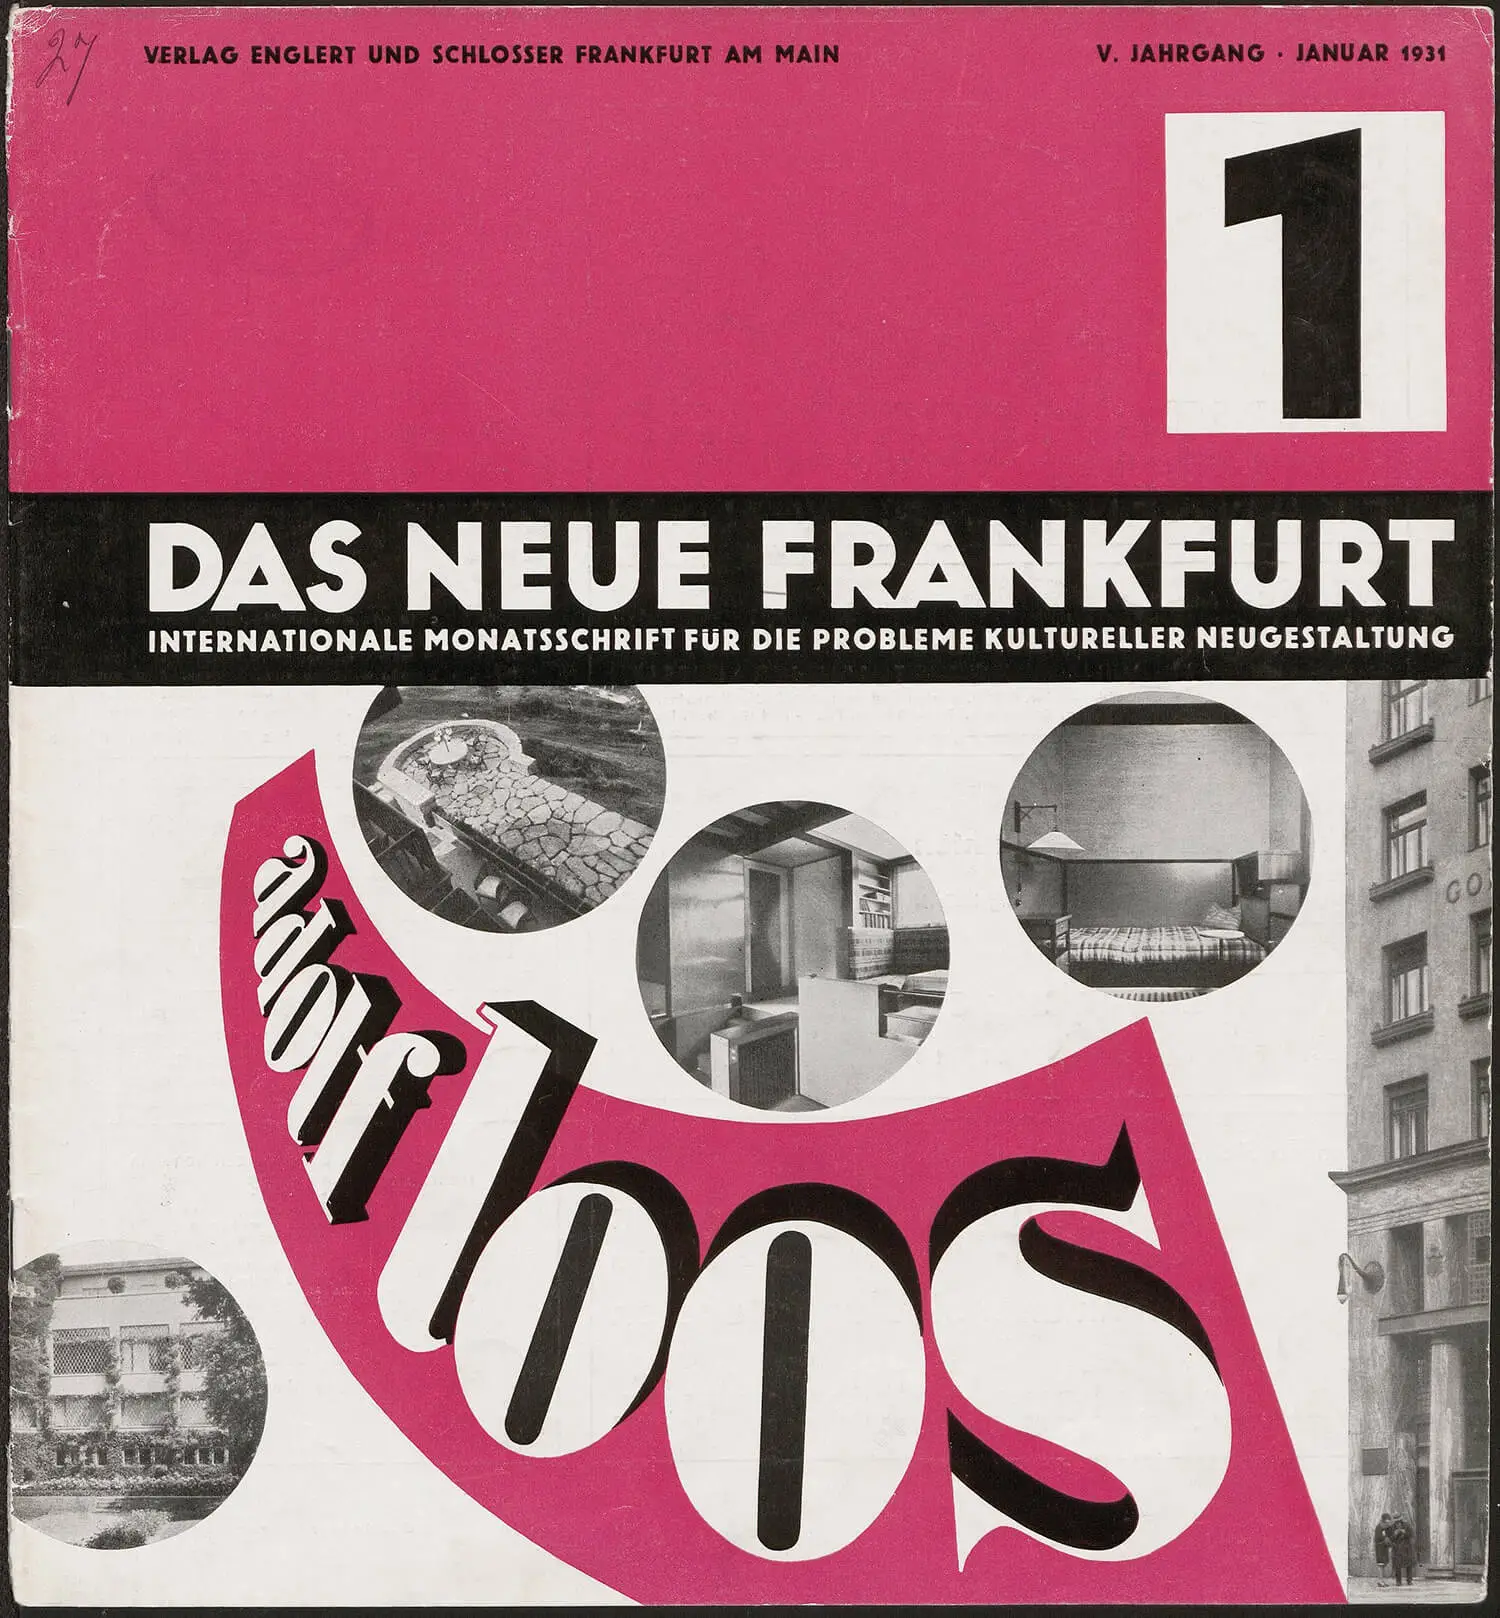 27
VERLAG ENGLERT UND SCHLOSSER FRANKFURT AM MAIN
V. JAHRGANG · JANUAR 1931
1
DAS NEUE FRANKFURT
INTERNATIONALE MONATSSCHRIFT FÜR DIE PROBLEME KULTURELLER NEUGESTALTUNG
adolf loos
GO